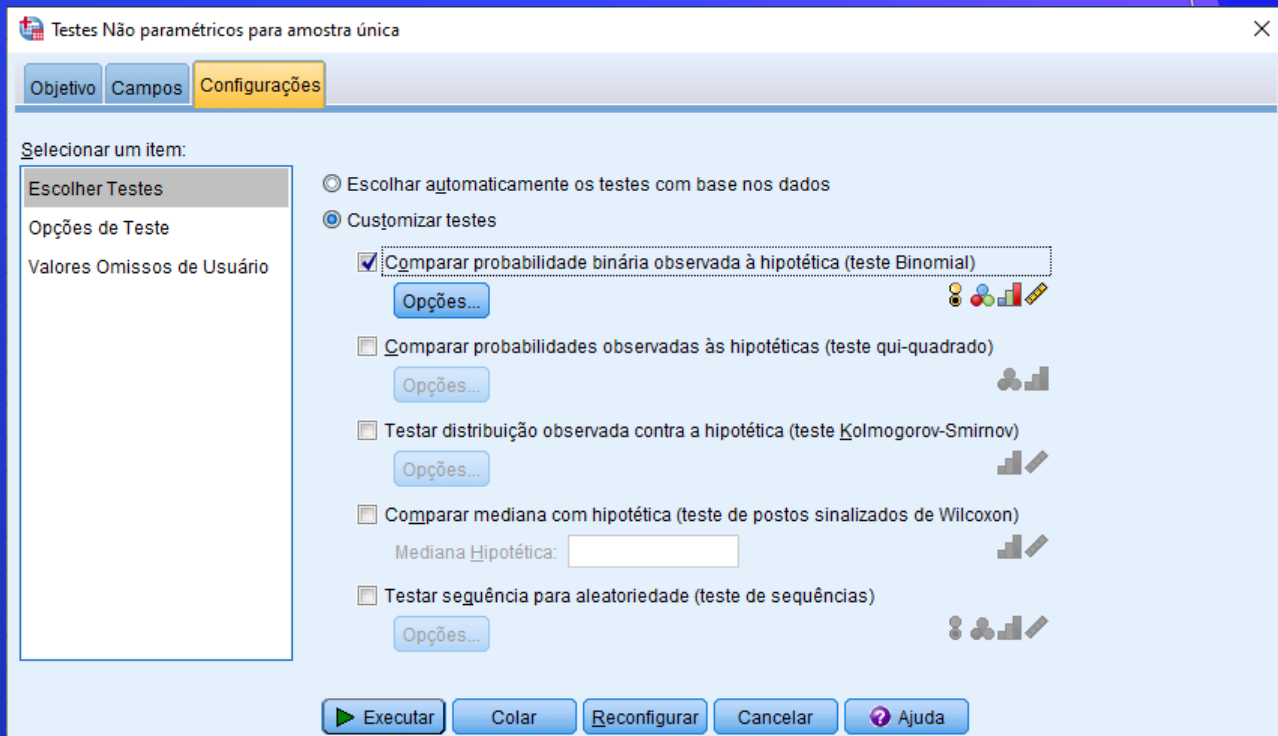 Testes Não paramétricos para amostra única
Objetivo Campos Configurações
Selecionar um item:
Escolher Testes
Opções de Teste
Valores Omissos de Usuário
Escolhar automaticamente os testes com base nos dados
Customizar testes
Comparar probabilidade binária observada à hipotética (teste Binomial)
Opções...
Comparar probabilidades observadas às hipotéticas (teste qui-quadrado)
Opções...
Testar distribuição observada contra a hipotética (teste Kolmogorov-Smirnov)
Opções...
Comparar mediana com hipotética (teste de postos sinalizados de Wilcoxon)
Mediana Hipotética:
Testar sequência para aleatoriedade (teste de sequências)
Opções...
Executar Colar Reconfigurar Cancelar Ajuda